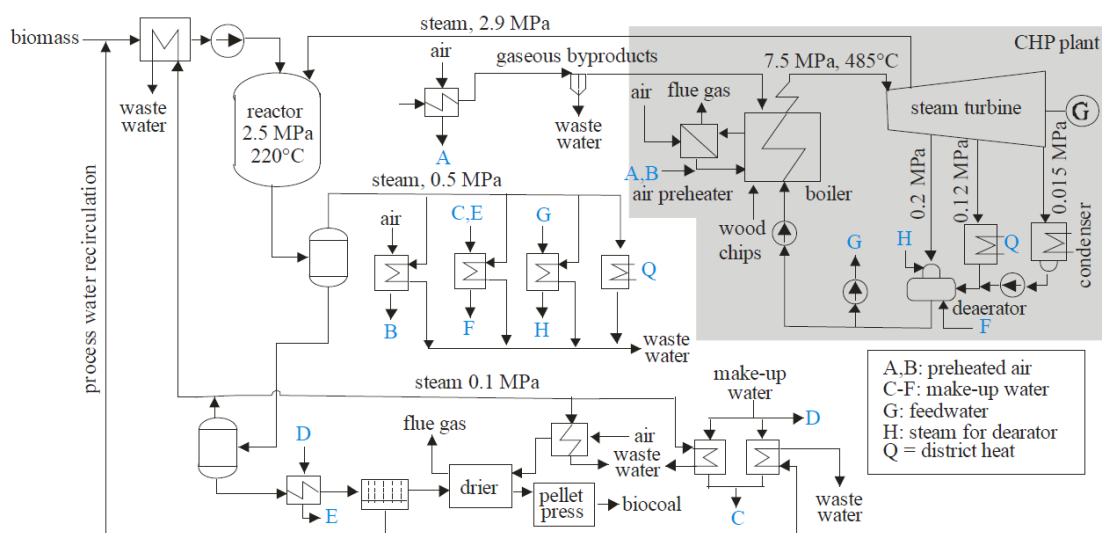 steam, 2.9 MPa
CHP plant
biomass
air
gaseous byproducts
7.5 MPa, 485°C
waste
water
reactor
2.5 MPa
220°C
A
waste
water
air
flue gas
steam turbine
G
A,B
air preheater
boiler
wood
chips
0.2 MPa
0.12 MPa
0.015 MPa
condenser
steam, 0.5 MPa
air
C,E
G
Q
B
F
H
waste
water
G
H
Q
deaerator
F
process water recirculation
steam 0.1 MPa
make-up
water
D
A,B: preheated air
C-F: make-up water
G: feedwater
H: steam for dearator
Q = district heat
flue gas
air
waste
water
D
E
drier
pellet
press
biocoal
C
waste
water